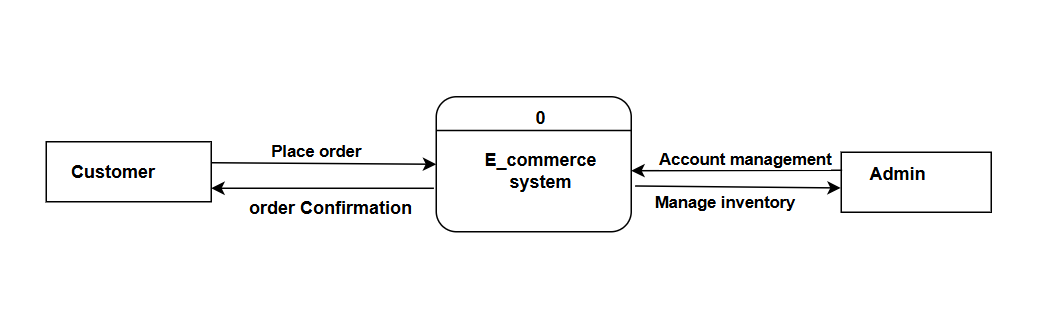 0
Place order
Account management
E_commerce
system
Customer
Admin
order Confirmation
Manage inventory